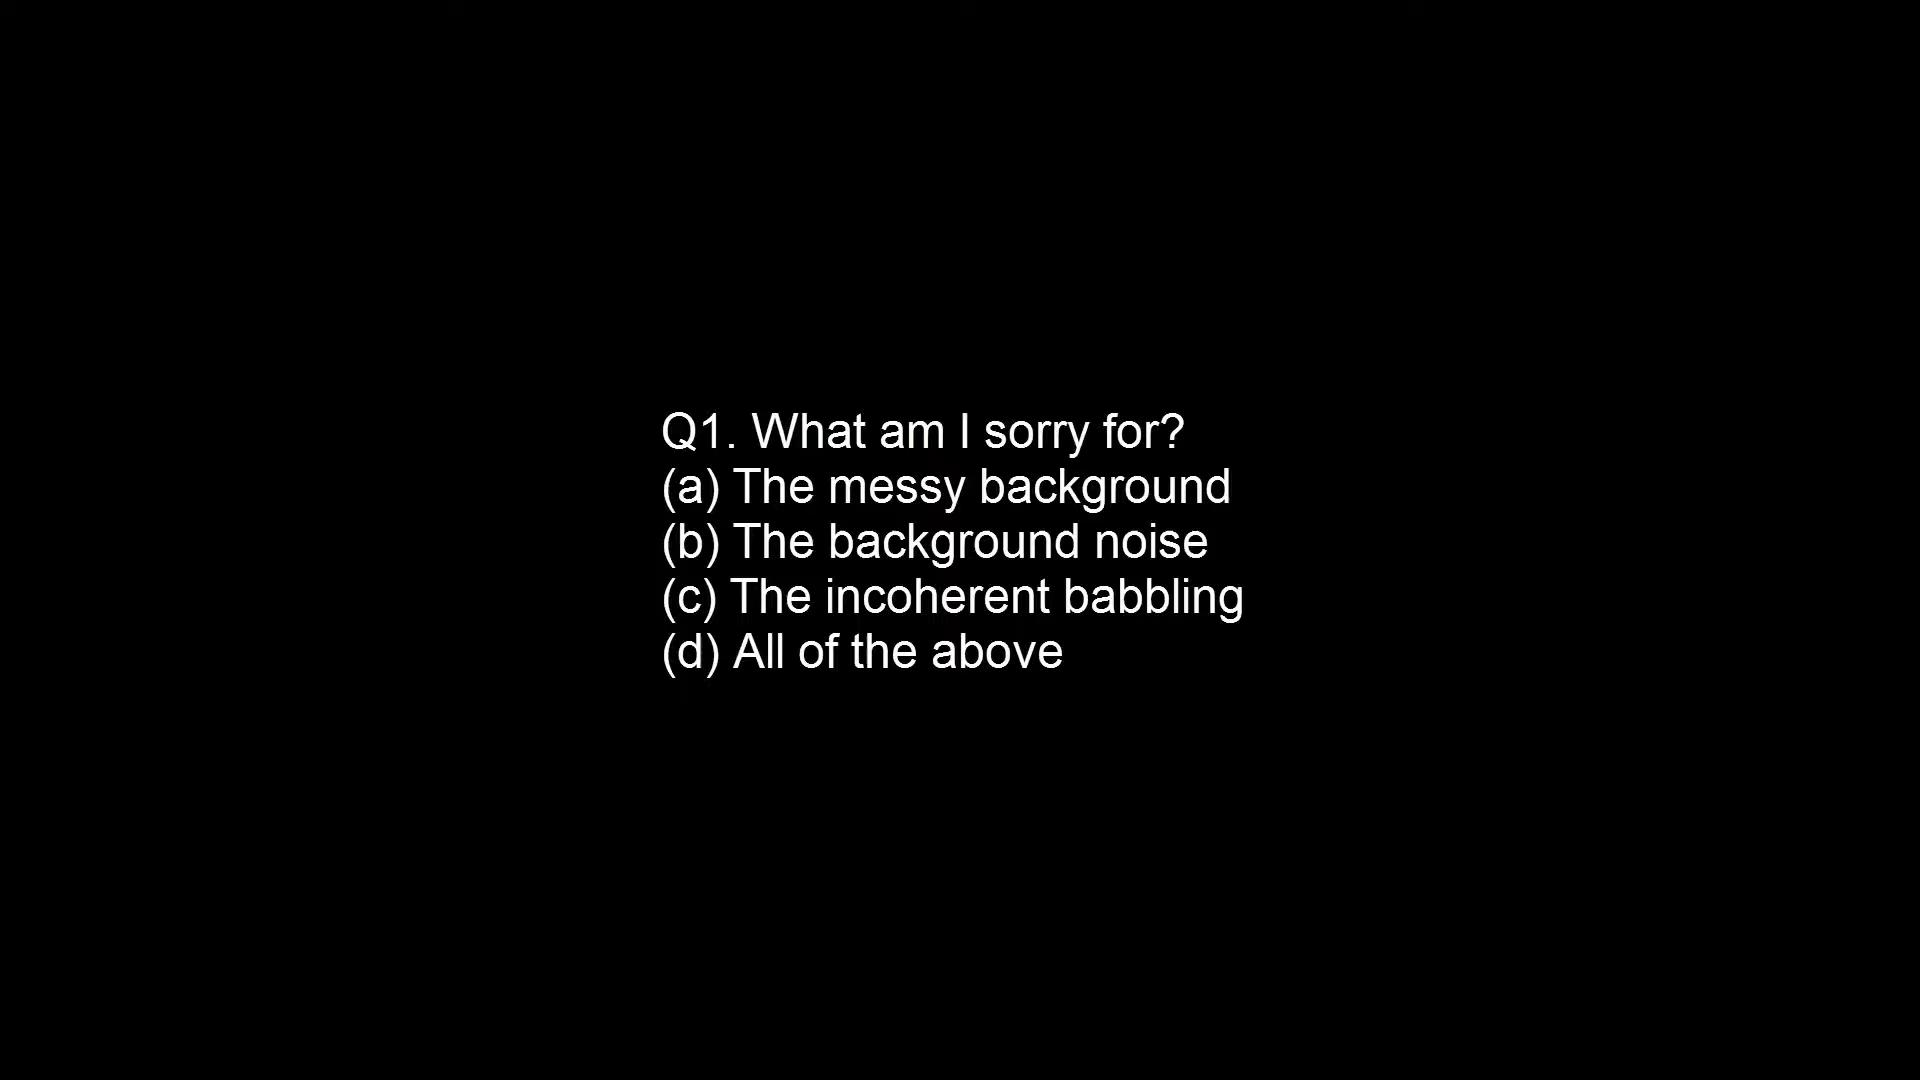 Q1. What am I sorry for?
(a) The messy background
(b) The background noise
(c) The incoherent babbling
(d) All of the above